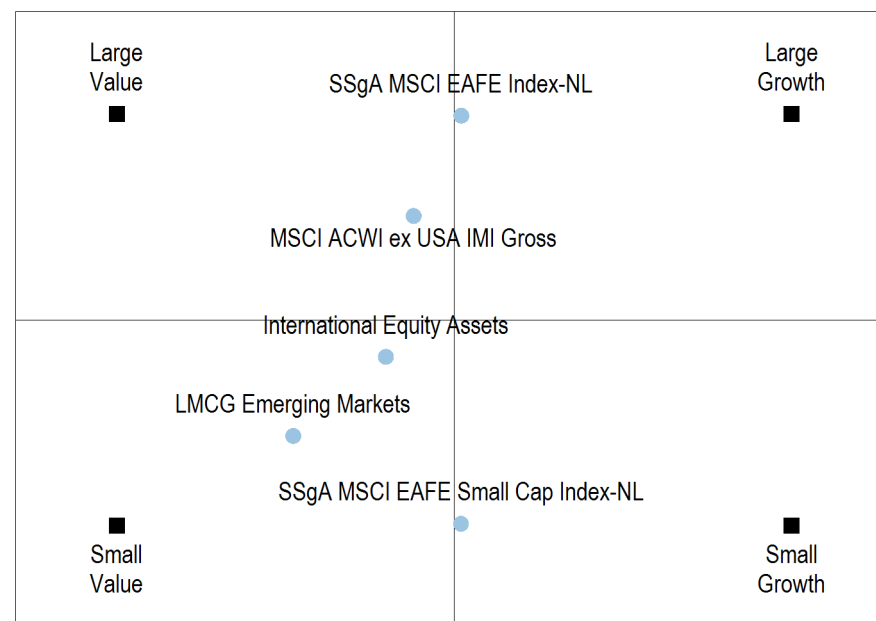 Large
Value
SSgA MSCI EAFE Index-NL
Large
Growth
MSCI ACWI ex USA IMI Gross
International Equity Assets
LMCG Emerging Markets
SSgA MSCI EAFE Small Cap Index-NL
Small
Value
Small
Growth